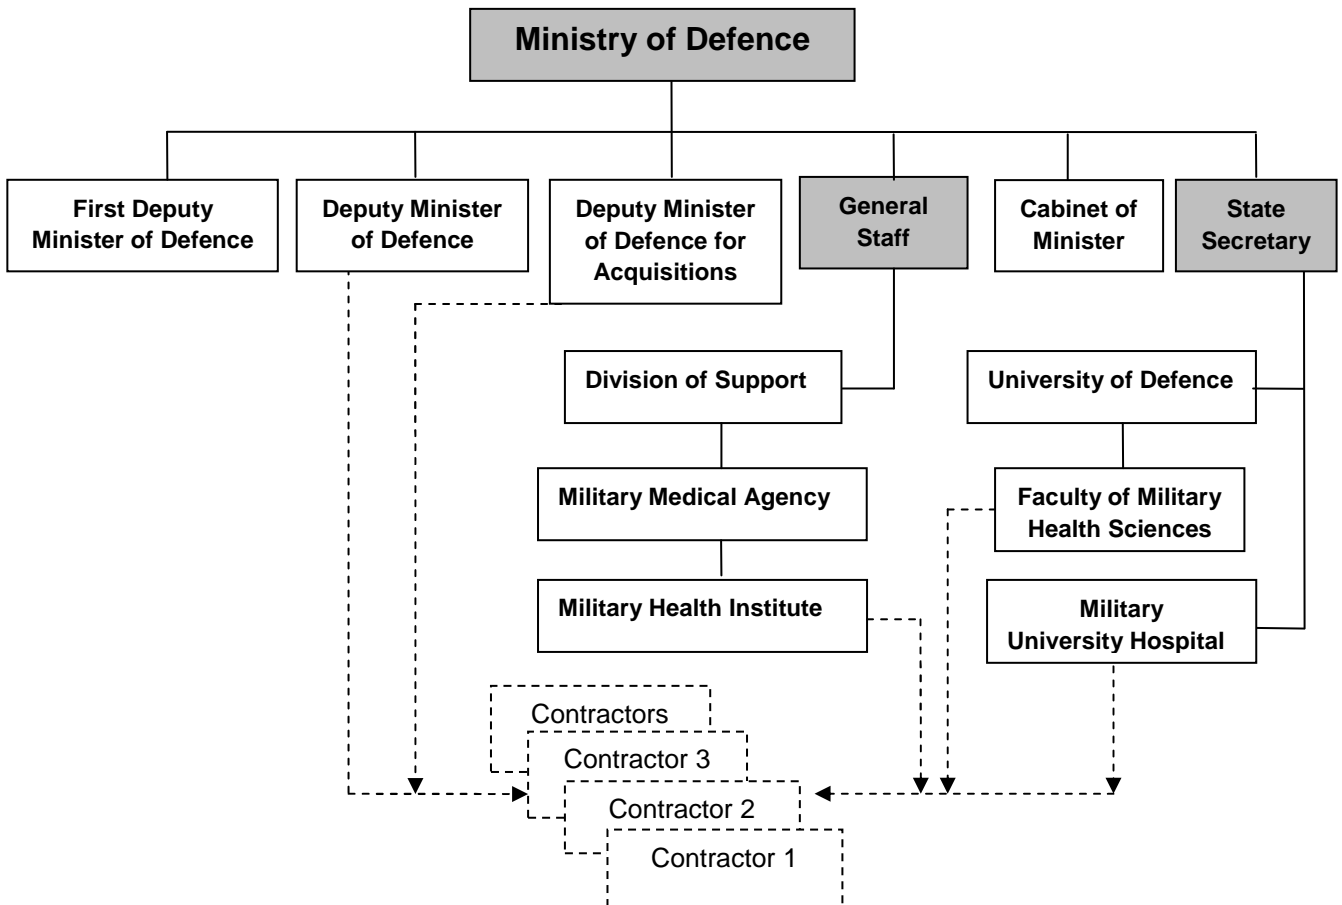 Ministry of Defence
First Deputy
Minister of Defence
Deputy Minister
of Defence
Deputy Minister
of Defence for
Acquisitions
General
Staff
Cabinet of
Minister
State
Secretary
Division of Support
University of Defence
Military Medical Agency
Faculty of Military
Health Sciences
Military Health Institute
Military
University Hospital
Contractors
Contractor 3
Contractor 2
Contractor 1